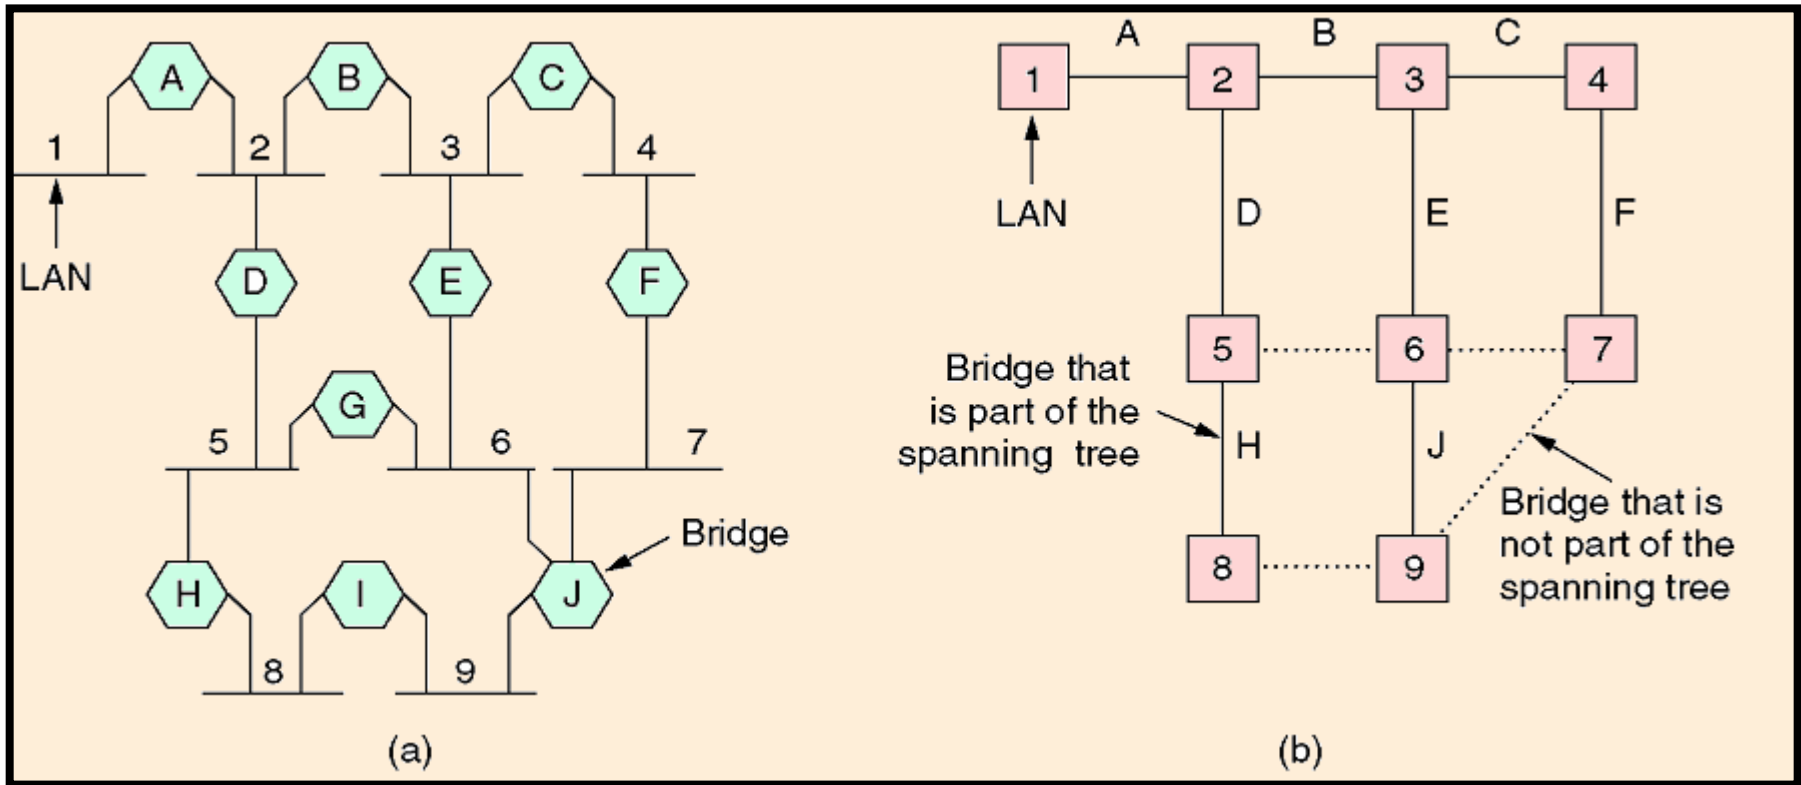 A B C
1 2 3 4
LAN
D E F
G
5 6 7
Bridge
H I J
8 9
(a)
A B C
1 2 3 4
LAN
D E F
5 6 7
Bridge that
is part of the
spanning tree
H J
Bridge that is
not part of the
spanning tree
8 9
(b)